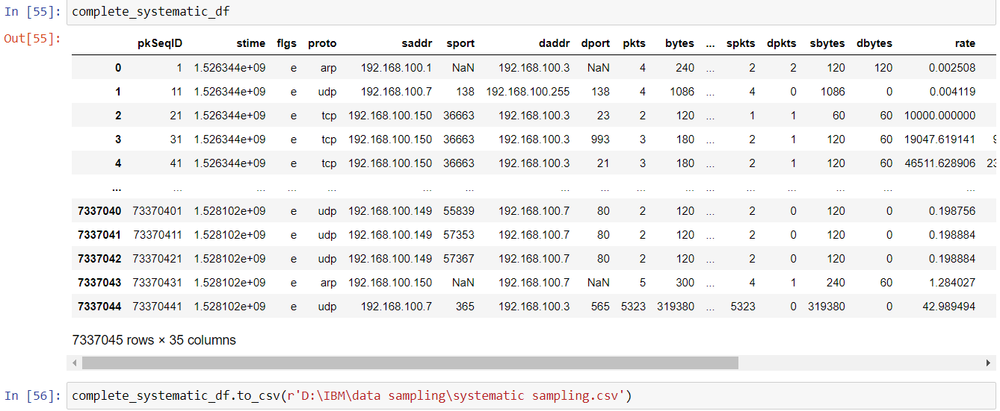 In [55]: complete_systematic_df
Out[55]:
pkSeqID stime flgs proto saddr sport daddr dport pkts bytes ... spkts dpkts sbytes dbytes rate
0 1 1.526344e+09 e arp 192.168.100.1 NaN 192.168.100.3 NaN 4 240 ... 2 2 120 120 0.002508
1 11 1.526344e+09 e udp 192.168.100.7 138 192.168.100.255 138 4 1086 ... 4 0 1086 0 0.004119
2 21 1.526344e+09 e tcp 192.168.100.150 36663 192.168.100.3 23 2 120 ... 1 1 60 60 10000.000000
3 31 1.526344e+09 e tcp 192.168.100.150 36663 192.168.100.3 993 3 180 ... 2 1 120 60 19047.619141 9
4 41 1.526344e+09 e tcp 192.168.100.150 36663 192.168.100.3 21 3 180 ... 2 1 120 60 46511.628906 23
... ... ... ... ... ... ... ... ... ... ... ... ... ... ... ... ...
7337040 73370401 1.528102e+09 e udp 192.168.100.149 55839 192.168.100.7 80 2 120 ... 2 0 120 0 0.198756
7337041 73370411 1.528102e+09 e udp 192.168.100.149 57353 192.168.100.7 80 2 120 ... 2 0 120 0 0.198884
7337042 73370421 1.528102e+09 e udp 192.168.100.149 57367 192.168.100.7 80 2 120 ... 2 0 120 0 0.198884
7337043 73370431 1.528102e+09 e arp 192.168.100.150 NaN 192.168.100.7 NaN 5 300 ... 4 1 240 60 1.284027
7337044 73370441 1.528102e+09 e udp 192.168.100.7 365 192.168.100.3 565 5323 319380 ... 5323 0 319380 0 42.989494
7337045 rows × 35 columns
In [56]: complete_systematic_df.to_csv(r'D:\IBM\data sampling\systematic sampling.csv')